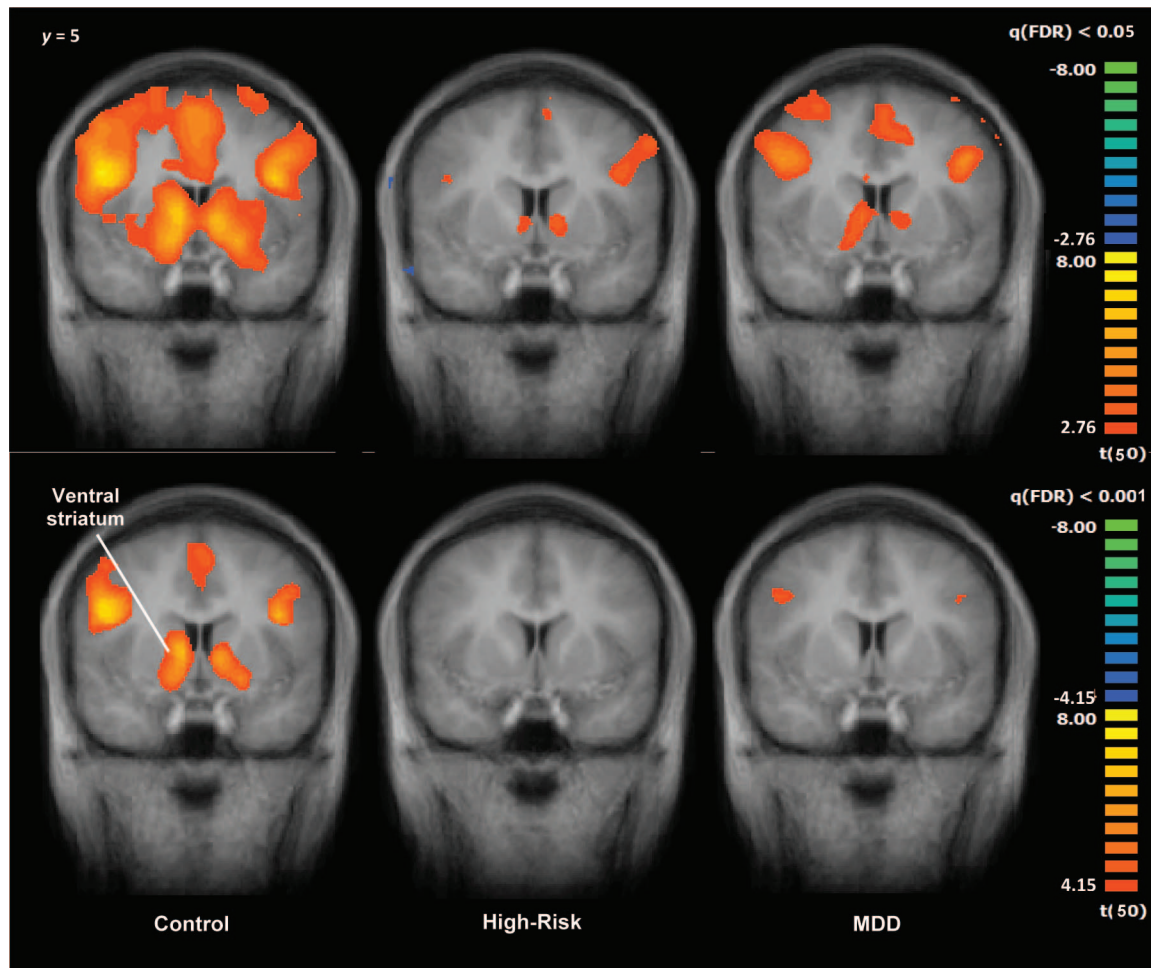 y = 5
q(FDR) < 0.05
-8.00
-2.76
8.00
2.76
t(50)
Ventral
striatum
q(FDR) < 0.001
-8.00
-4.15
8.00
4.15
t(50)
Control
High-Risk
MDD